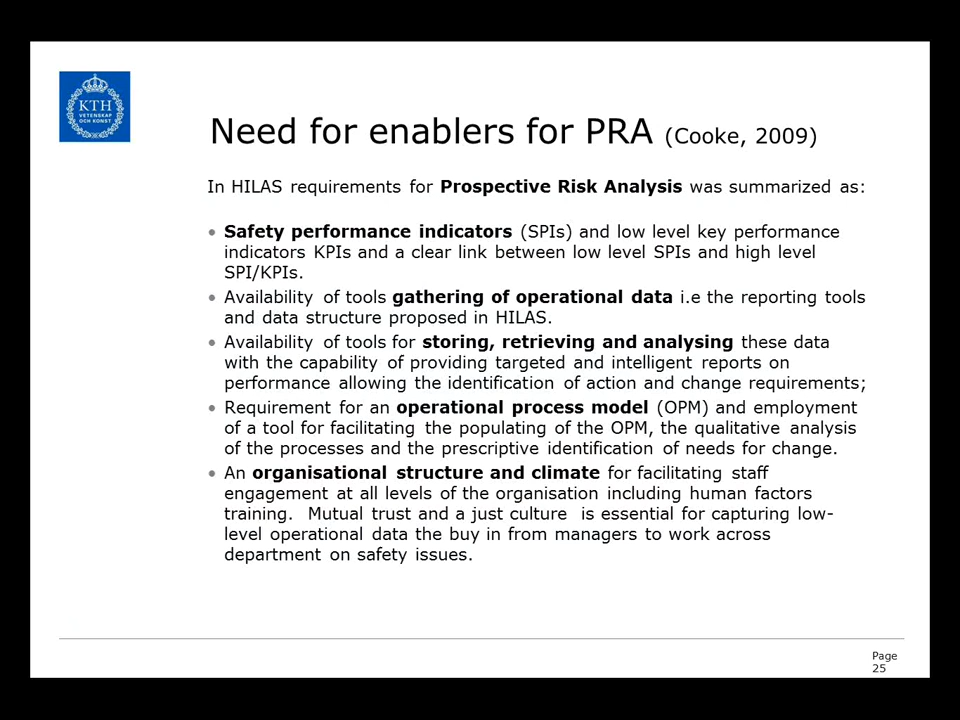 KTH
VETENSKAP
OCH KONST
Need for enablers for PRA (Cooke, 2009)
In HILAS requirements for Prospective Risk Analysis was summarized as:
• Safety performance indicators (SPIs) and low level key performance
indicators KPIs and a clear link between low level SPIs and high level
SPI/KPIs.
• Availability of tools gathering of operational data i.e the reporting tools
and data structure proposed in HILAS.
• Availability of tools for storing, retrieving and analysing these data
with the capability of providing targeted and intelligent reports on
performance allowing the identification of action and change requirements;
• Requirement for an operational process model (OPM) and employment
of a tool for facilitating the populating of the OPM, the qualitative analysis
of the processes and the prescriptive identification of needs for change.
• An organisational structure and climate for facilitating staff
engagement at all levels of the organisation including human factors
training. Mutual trust and a just culture is essential for capturing low-
level operational data the buy in from managers to work across
department on safety issues.
Page
25